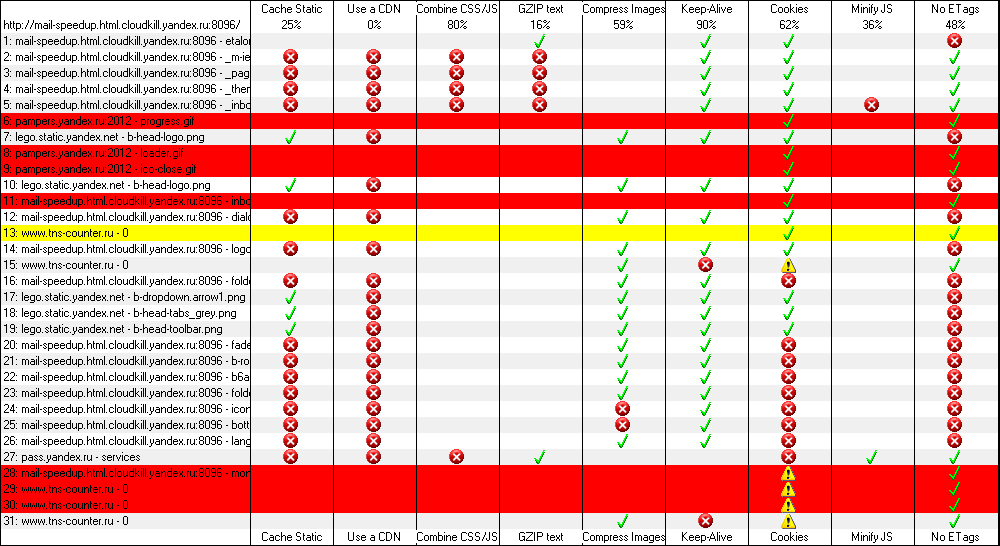 Cache Static Use a CDN Combine CSS/JS GZIP text Compress Images Keep-Alive Cookies Minify JS No ETags
http://mail-speedup.html.cloudkill.yandex.ru:8096/ 25% 0% 80% 16% 59% 90% 62% 36% 48%
1: mail-speedup.html.cloudkill.yandex.ru:8096 - etalor
2: mail-speedup.html.cloudkill.yandex.ru:8096 - _m-ie
3: mail-speedup.html.cloudkill.yandex.ru:8096 - _pag
4: mail-speedup.html.cloudkill.yandex.ru:8096 - _ther
5: mail-speedup.html.cloudkill.yandex.ru:8096 - _inbo
6: pampers.yandex.ru:2012 - progress.gif
7: lego.static.yandex.net - b-head-logo.png
8: pampers.yandex.ru:2012 - loader.gif
9: pampers.yandex.ru:2012 - ico-close.gif
10: lego.static.yandex.net - b-head-logo.png
11: mail-speedup.html.cloudkill.yandex.ru:8096 - inbo
12: mail-speedup.html.cloudkill.yandex.ru:8096 - dialo
13: www.tns-counter.ru - 0
14: mail-speedup.html.cloudkill.yandex.ru:8096 - logo
15: www.tns-counter.ru - 0
16: mail-speedup.html.cloudkill.yandex.ru:8096 - folde
17: lego.static.yandex.net - b-dropdown.arrow1.png
18: lego.static.yandex.net - b-head-tabs_grey.png
19: lego.static.yandex.net - b-head-toolbar.png
20: mail-speedup.html.cloudkill.yandex.ru:8096 - fade
21: mail-speedup.html.cloudkill.yandex.ru:8096 - b-ro
22: mail-speedup.html.cloudkill.yandex.ru:8096 - b6a
23: mail-speedup.html.cloudkill.yandex.ru:8096 - folde
24: mail-speedup.html.cloudkill.yandex.ru:8096 - icon
25: mail-speedup.html.cloudkill.yandex.ru:8096 - bott
26: mail-speedup.html.cloudkill.yandex.ru:8096 - lang
27: pass.yandex.ru - services
28: mail-speedup.html.cloudkill.yandex.ru:8096 - mor
29: www.tns-counter.ru - 0
30: www.tns-counter.ru - 0
31: www.tns-counter.ru - 0
Cache Static Use a CDN Combine CSS/JS GZIP text Compress Images Keep-Alive Cookies Minify JS No ETags